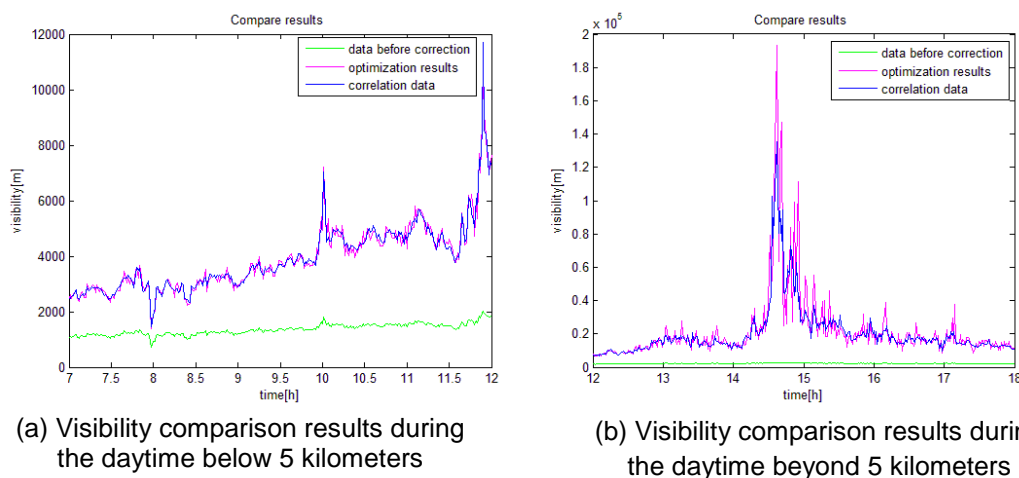 Compare results
12000
10000
8000
6000
4000
2000
0
visibility[m]
data before correction
optimization results
correlation data
7 7.5 8 8.5 9 9.5 10 10.5 11 11.5 12
time[h]
(a) Visibility comparison results during
the daytime below 5 kilometers
x 10^5
Compare results
2
1.8
1.6
1.4
1.2
1
0.8
0.6
0.4
0.2
0
visibility[m]
data before correction
optimization results
correlation data
12 13 14 15 16 17 18
time[h]
(b) Visibility comparison results duri
the daytime beyond 5 kilometers